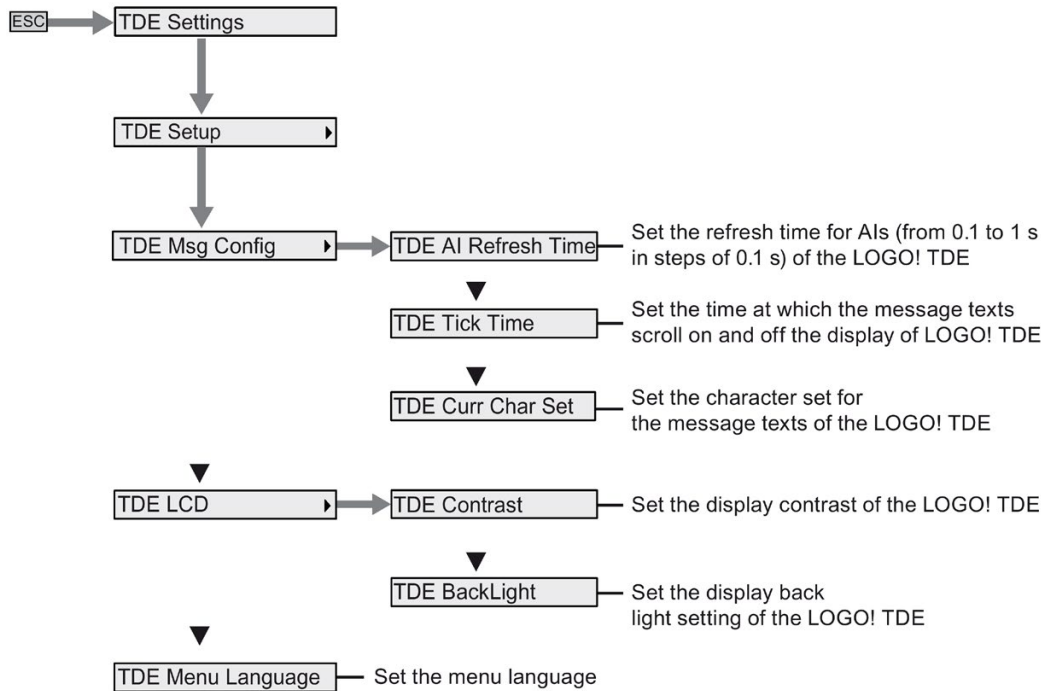 ESC
TDE Settings
TDE Setup
TDE Msg Config
TDE AI Refresh Time
Set the refresh time for AIs (from 0.1 to 1 s
in steps of 0.1 s) of the LOGO! TDE
TDE Tick Time
Set the time at which the message texts
scroll on and off the display of LOGO! TDE
TDE Curr Char Set
Set the character set for
the message texts of the LOGO! TDE
TDE LCD
TDE Contrast
Set the display contrast of the LOGO! TDE
TDE BackLight
Set the display back
light setting of the LOGO! TDE
TDE Menu Language
Set the menu language